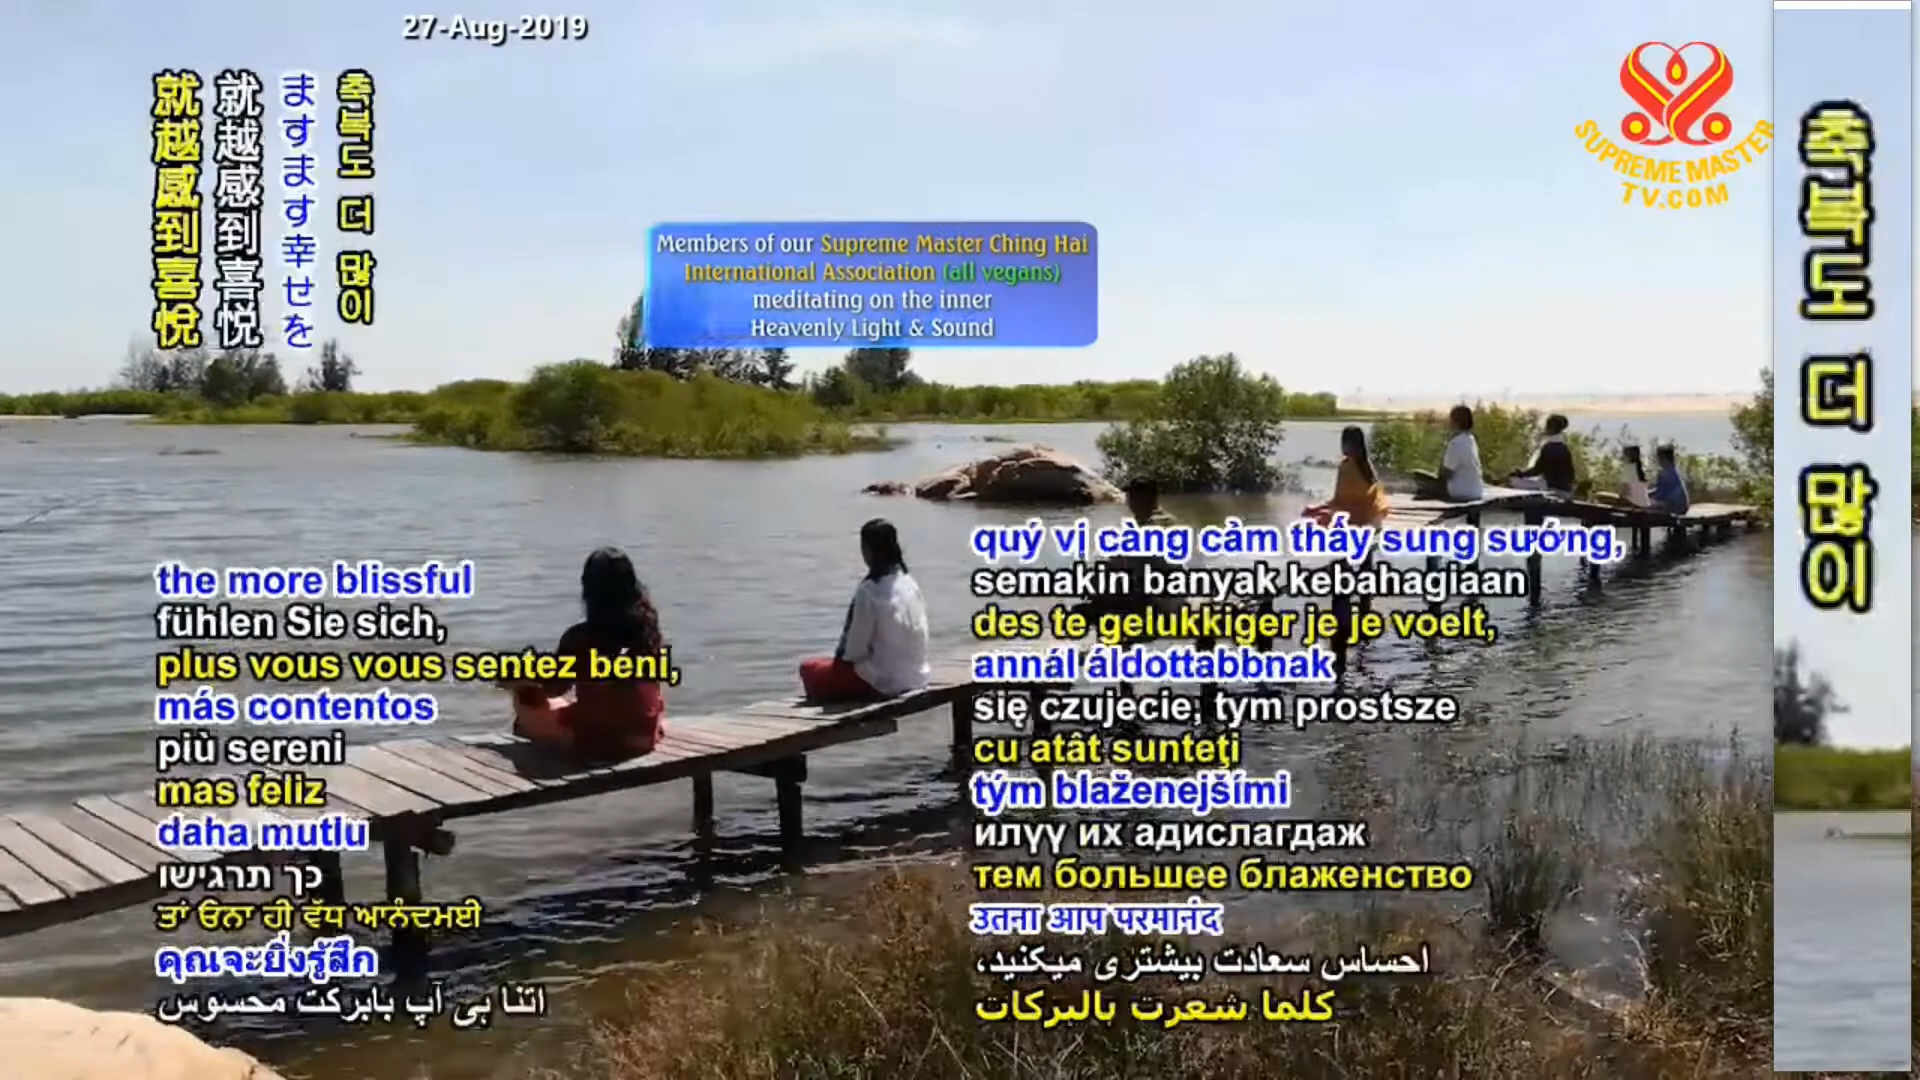 27-Aug-2019
就越感到喜悅
就越感到喜悦
ますます幸せを
축복도 더 많이
SUPREME MASTER
TV.COM
Members of our Supreme Master Ching Hai
International Association (all vegans)
meditating on the inner
Heavenly Light & Sound
the more blissful
fühlen Sie sich,
plus vous vous sentez béni,
más contentos
più sereni
mas feliz
daha mutlu
כך תרגישו
ਤਾਂ ਓਨਾ ਹੀ ਵੱਧ ਆਨੰਦਮਈ
คุณจะยิ่งรู้สึก
اتنا ہی آپ بابرکت محسوس
quý vị càng cảm thấy sung sướng,
semakin banyak kebahagiaan
des te gelukkiger je je voelt,
annál áldottabbnak
się czujecie; tym prostsze
cu atât sunteţi
tým blaženejšími
илүү их адислагдаж
тем большее блаженство
उतना आप परमानंद
احساس سعادت بیشتری میکنید،
كلما شعرت بالبركات
축복도 더 많이